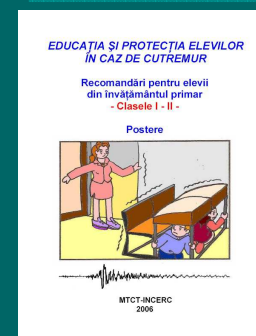 EDUCAȚIA ȘI PROTECȚIA ELEVILOR
ÎN CAZ DE CUTREMUR
Recomandări pentru elevii
din învățământul primar
- Clasele I - II -
Postere
MTCT-INCERC
2006